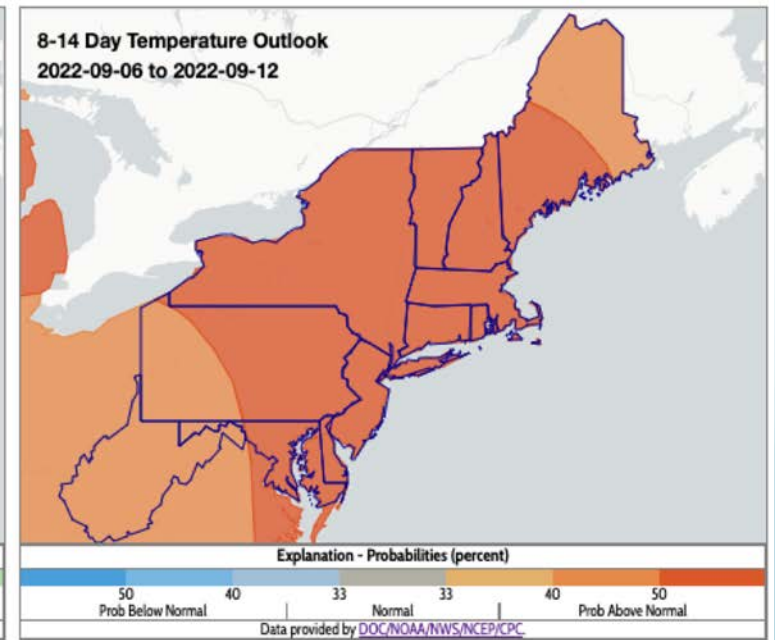 8-14 Day Temperature Outlook
2022-09-06 to 2022-09-12
Explanation - Probabilities (percent)
50 40 33 33 40 50
Prob Below Normal | Normal | Prob Above Normal
Data provided by DOC/NOAA/NWS/NCEP/CPC.